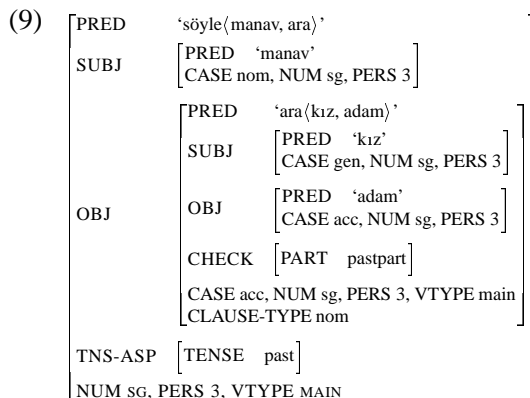 (9)
PRED ‘söyle⟨manav, ara⟩’
SUBJ
PRED ‘manav’
CASE nom, NUM sg, PERS 3
OBJ
PRED ‘ara⟨kız, adam⟩’
SUBJ
PRED ‘kız’
CASE gen, NUM sg, PERS 3
OBJ
PRED ‘adam’
CASE acc, NUM sg, PERS 3
CHECK [PART pastpart]
CASE acc, NUM sg, PERS 3, VTYPE main
CLAUSE-TYPE nom
TNS-ASP [TENSE past]
NUM SG, PERS 3, VTYPE MAIN